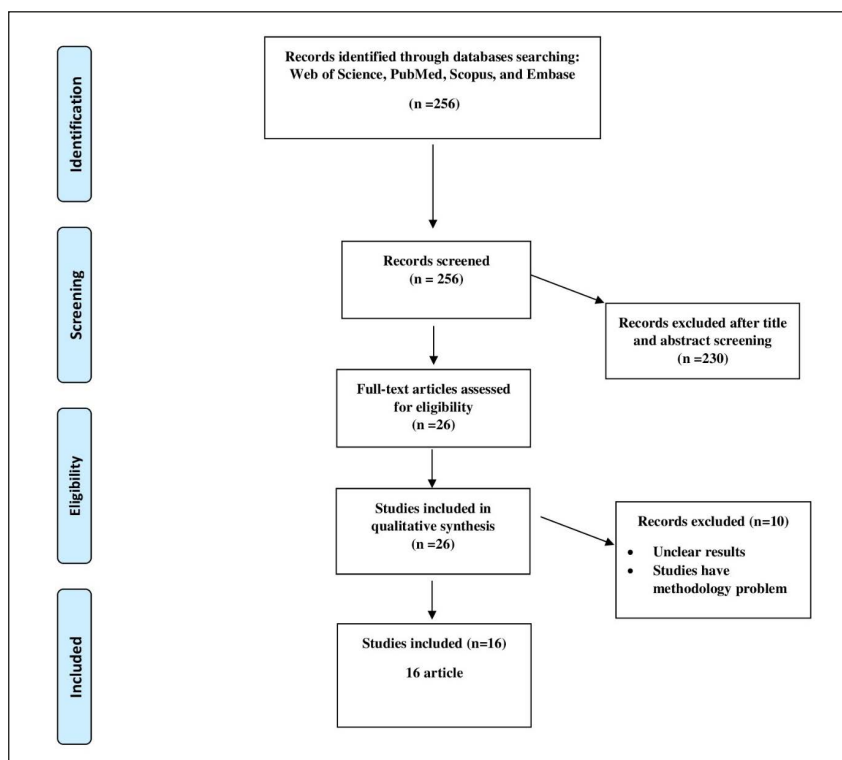 Identification
Records identified through databases searching:
Web of Science, PubMed, Scopus, and Embase
(n =256)
Screening
Records screened
(n = 256)
Records excluded after title
and abstract screening
(n =230)
Full-text articles assessed
for eligibility
(n =26)
Eligibility
Studies included in
qualitative synthesis
(n =26)
Records excluded (n=10)
• Unclear results
• Studies have
methodology problem
Included
Studies included (n=16)
16 article